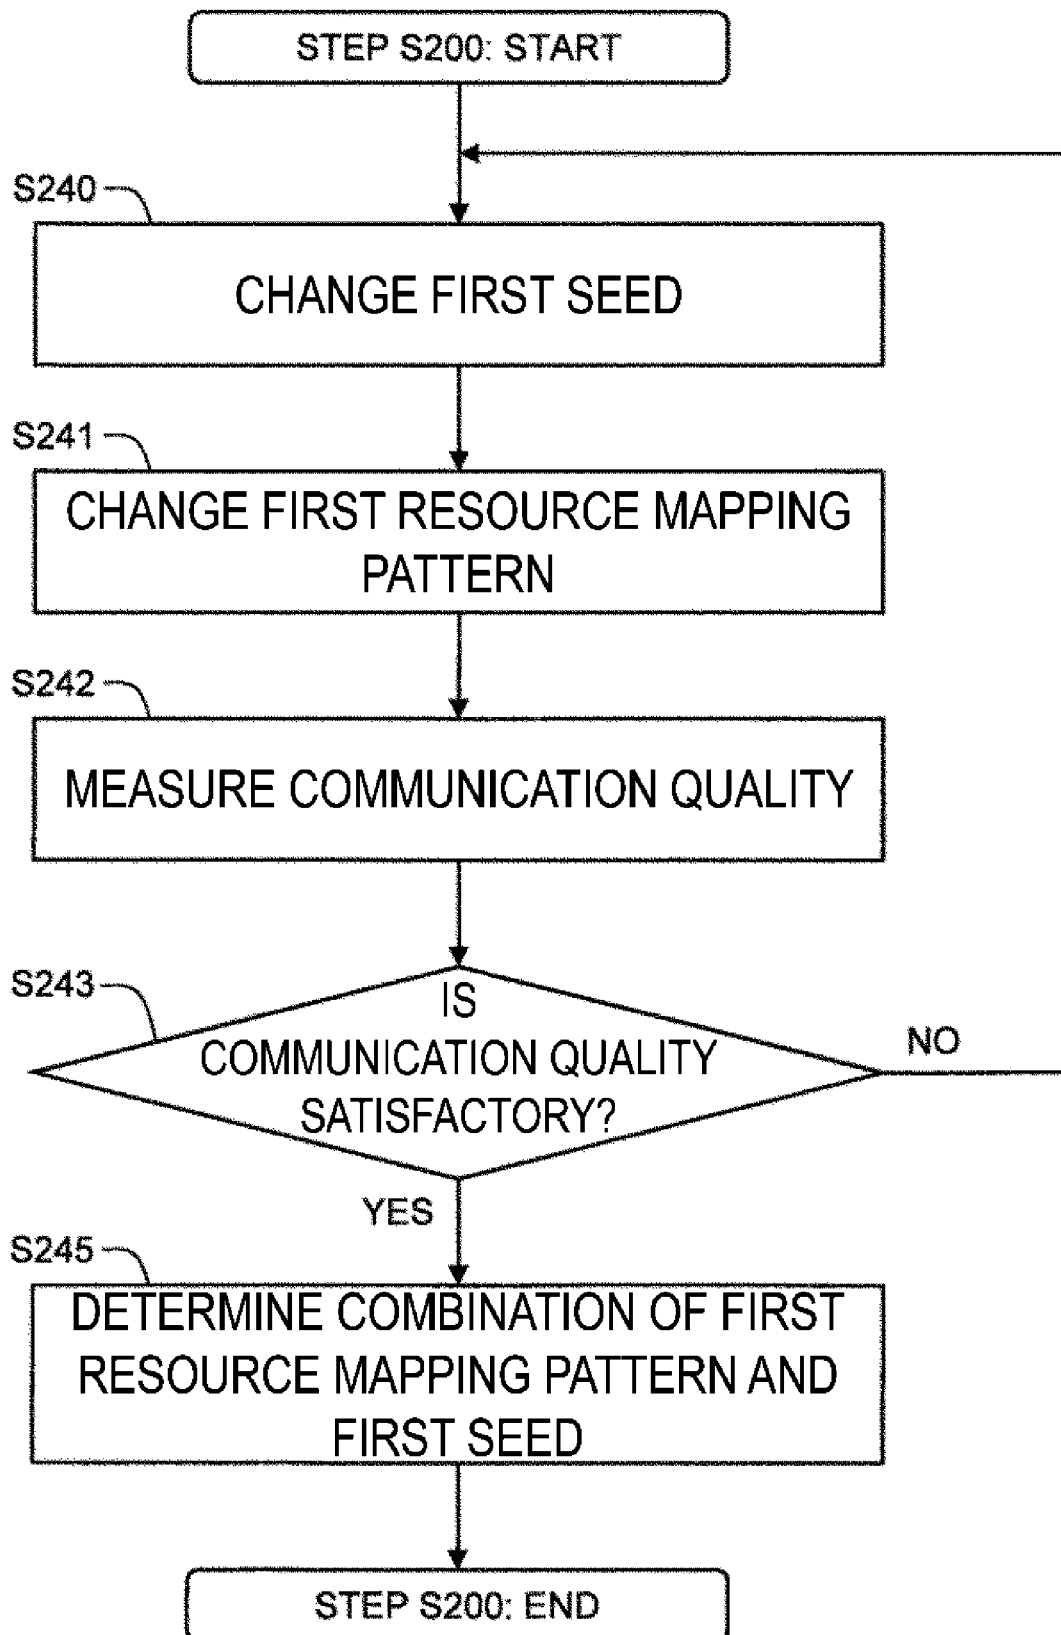 STEP S200: START
S240
CHANGE FIRST SEED
S241
CHANGE FIRST RESOURCE MAPPING
PATTERN
S242
MEASURE COMMUNICATION QUALITY
S243
IS
COMMUNICATION QUALITY
SATISFACTORY?
NO
YES
S245
DETERMINE COMBINATION OF FIRST
RESOURCE MAPPING PATTERN AND
FIRST SEED
STEP S200: END